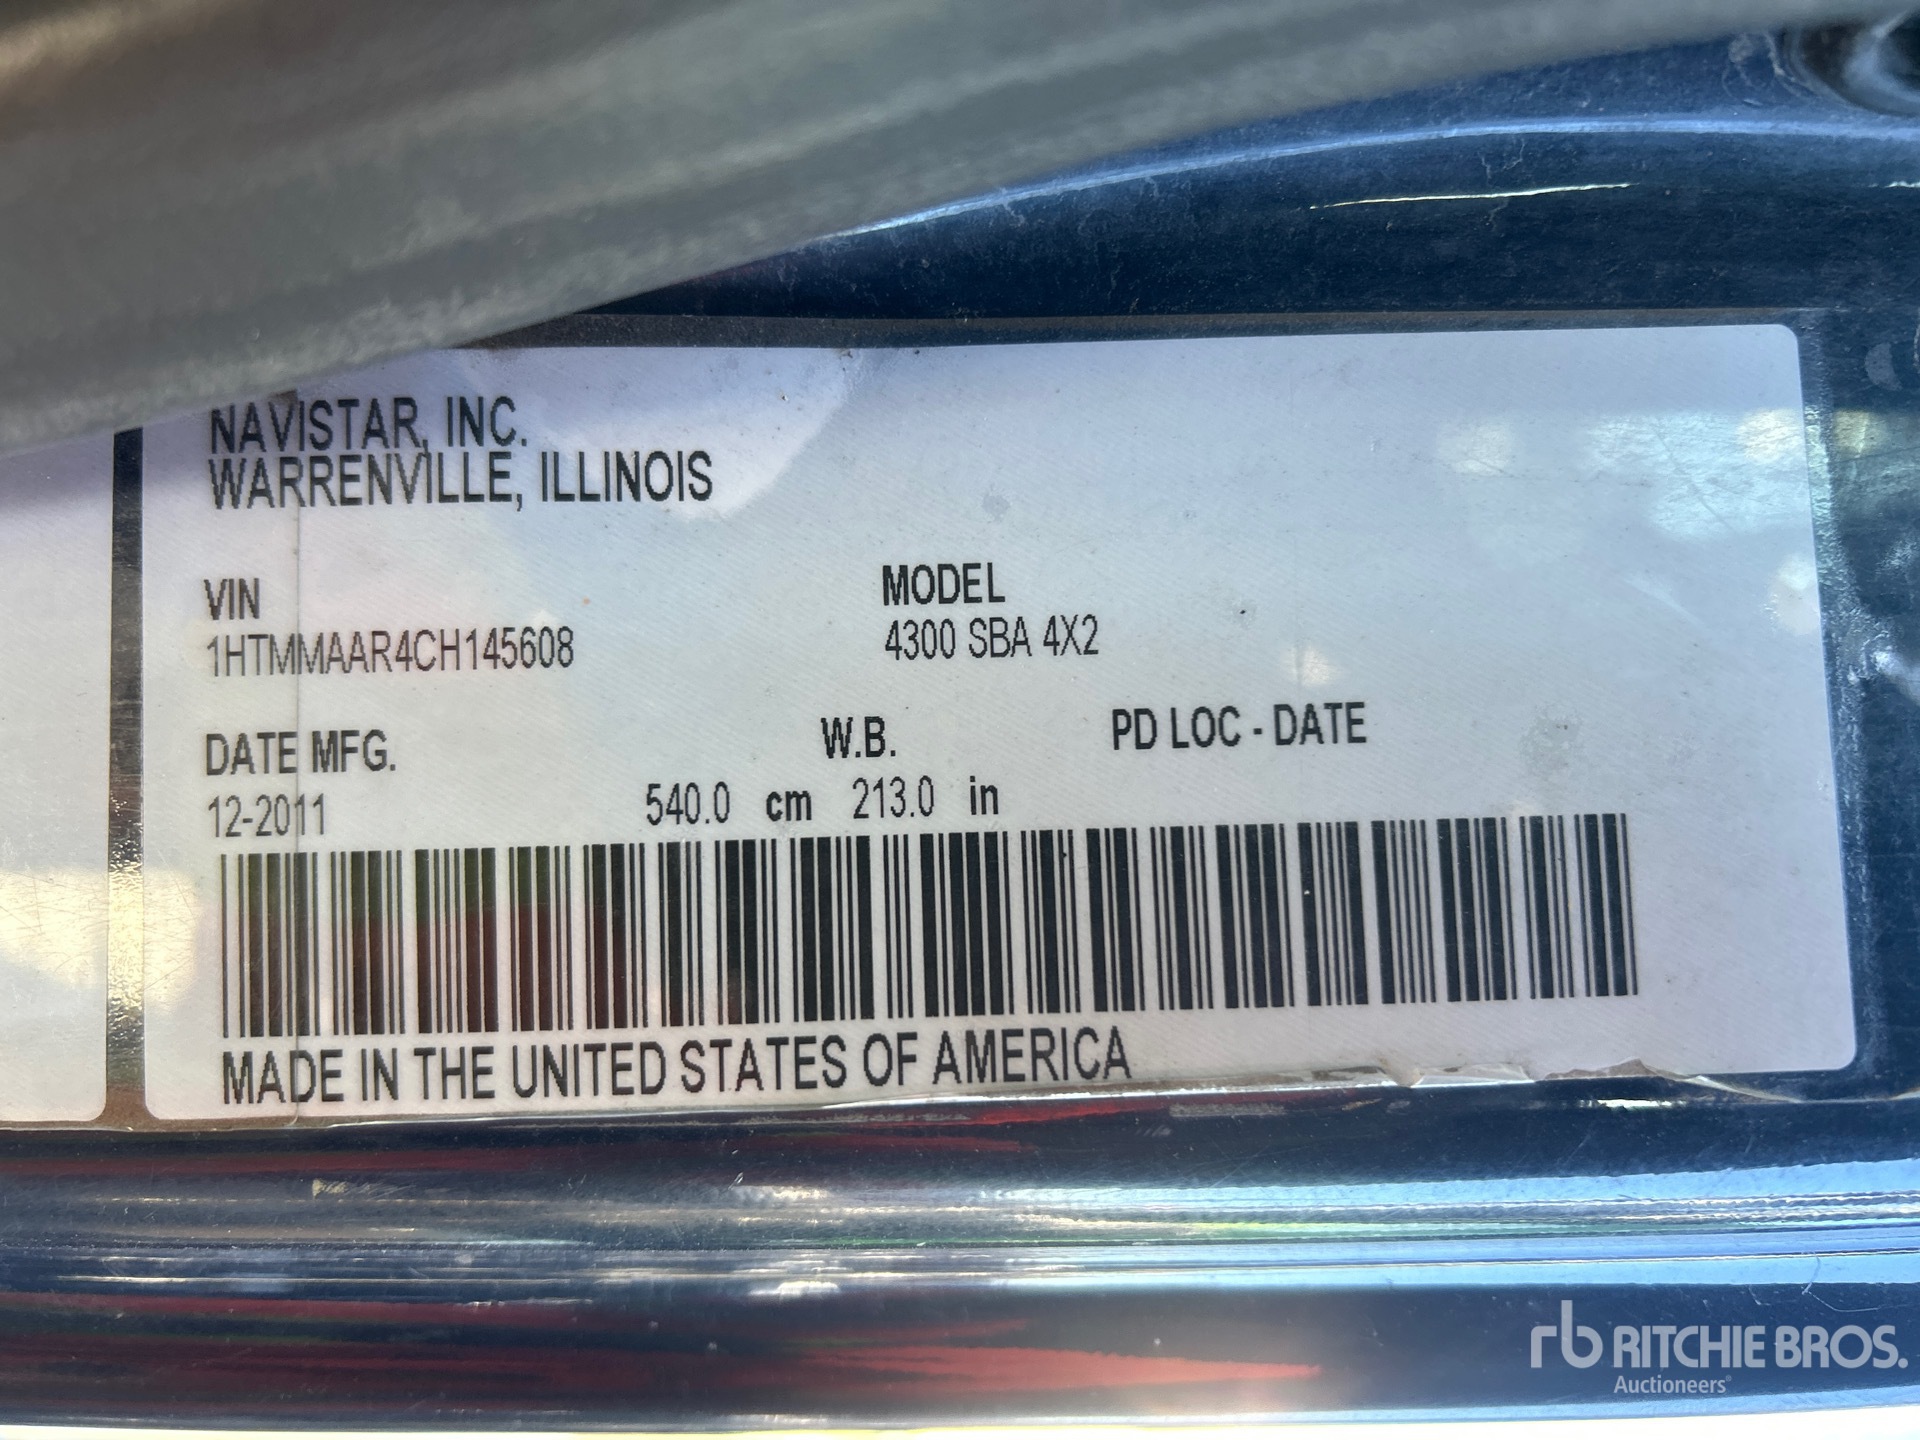 NAVISTAR, INC.
WARRENVILLE, ILLINOIS
VIN
1HTMMAAR4CH145608
MODEL
4300 SBA 4X2
DATE MFG.
12-2011
W.B.
540.0 cm 213.0 in
PD LOC - DATE
MADE IN THE UNITED STATES OF AMERICA
rb RITCHIE BROS.
Auctioneers